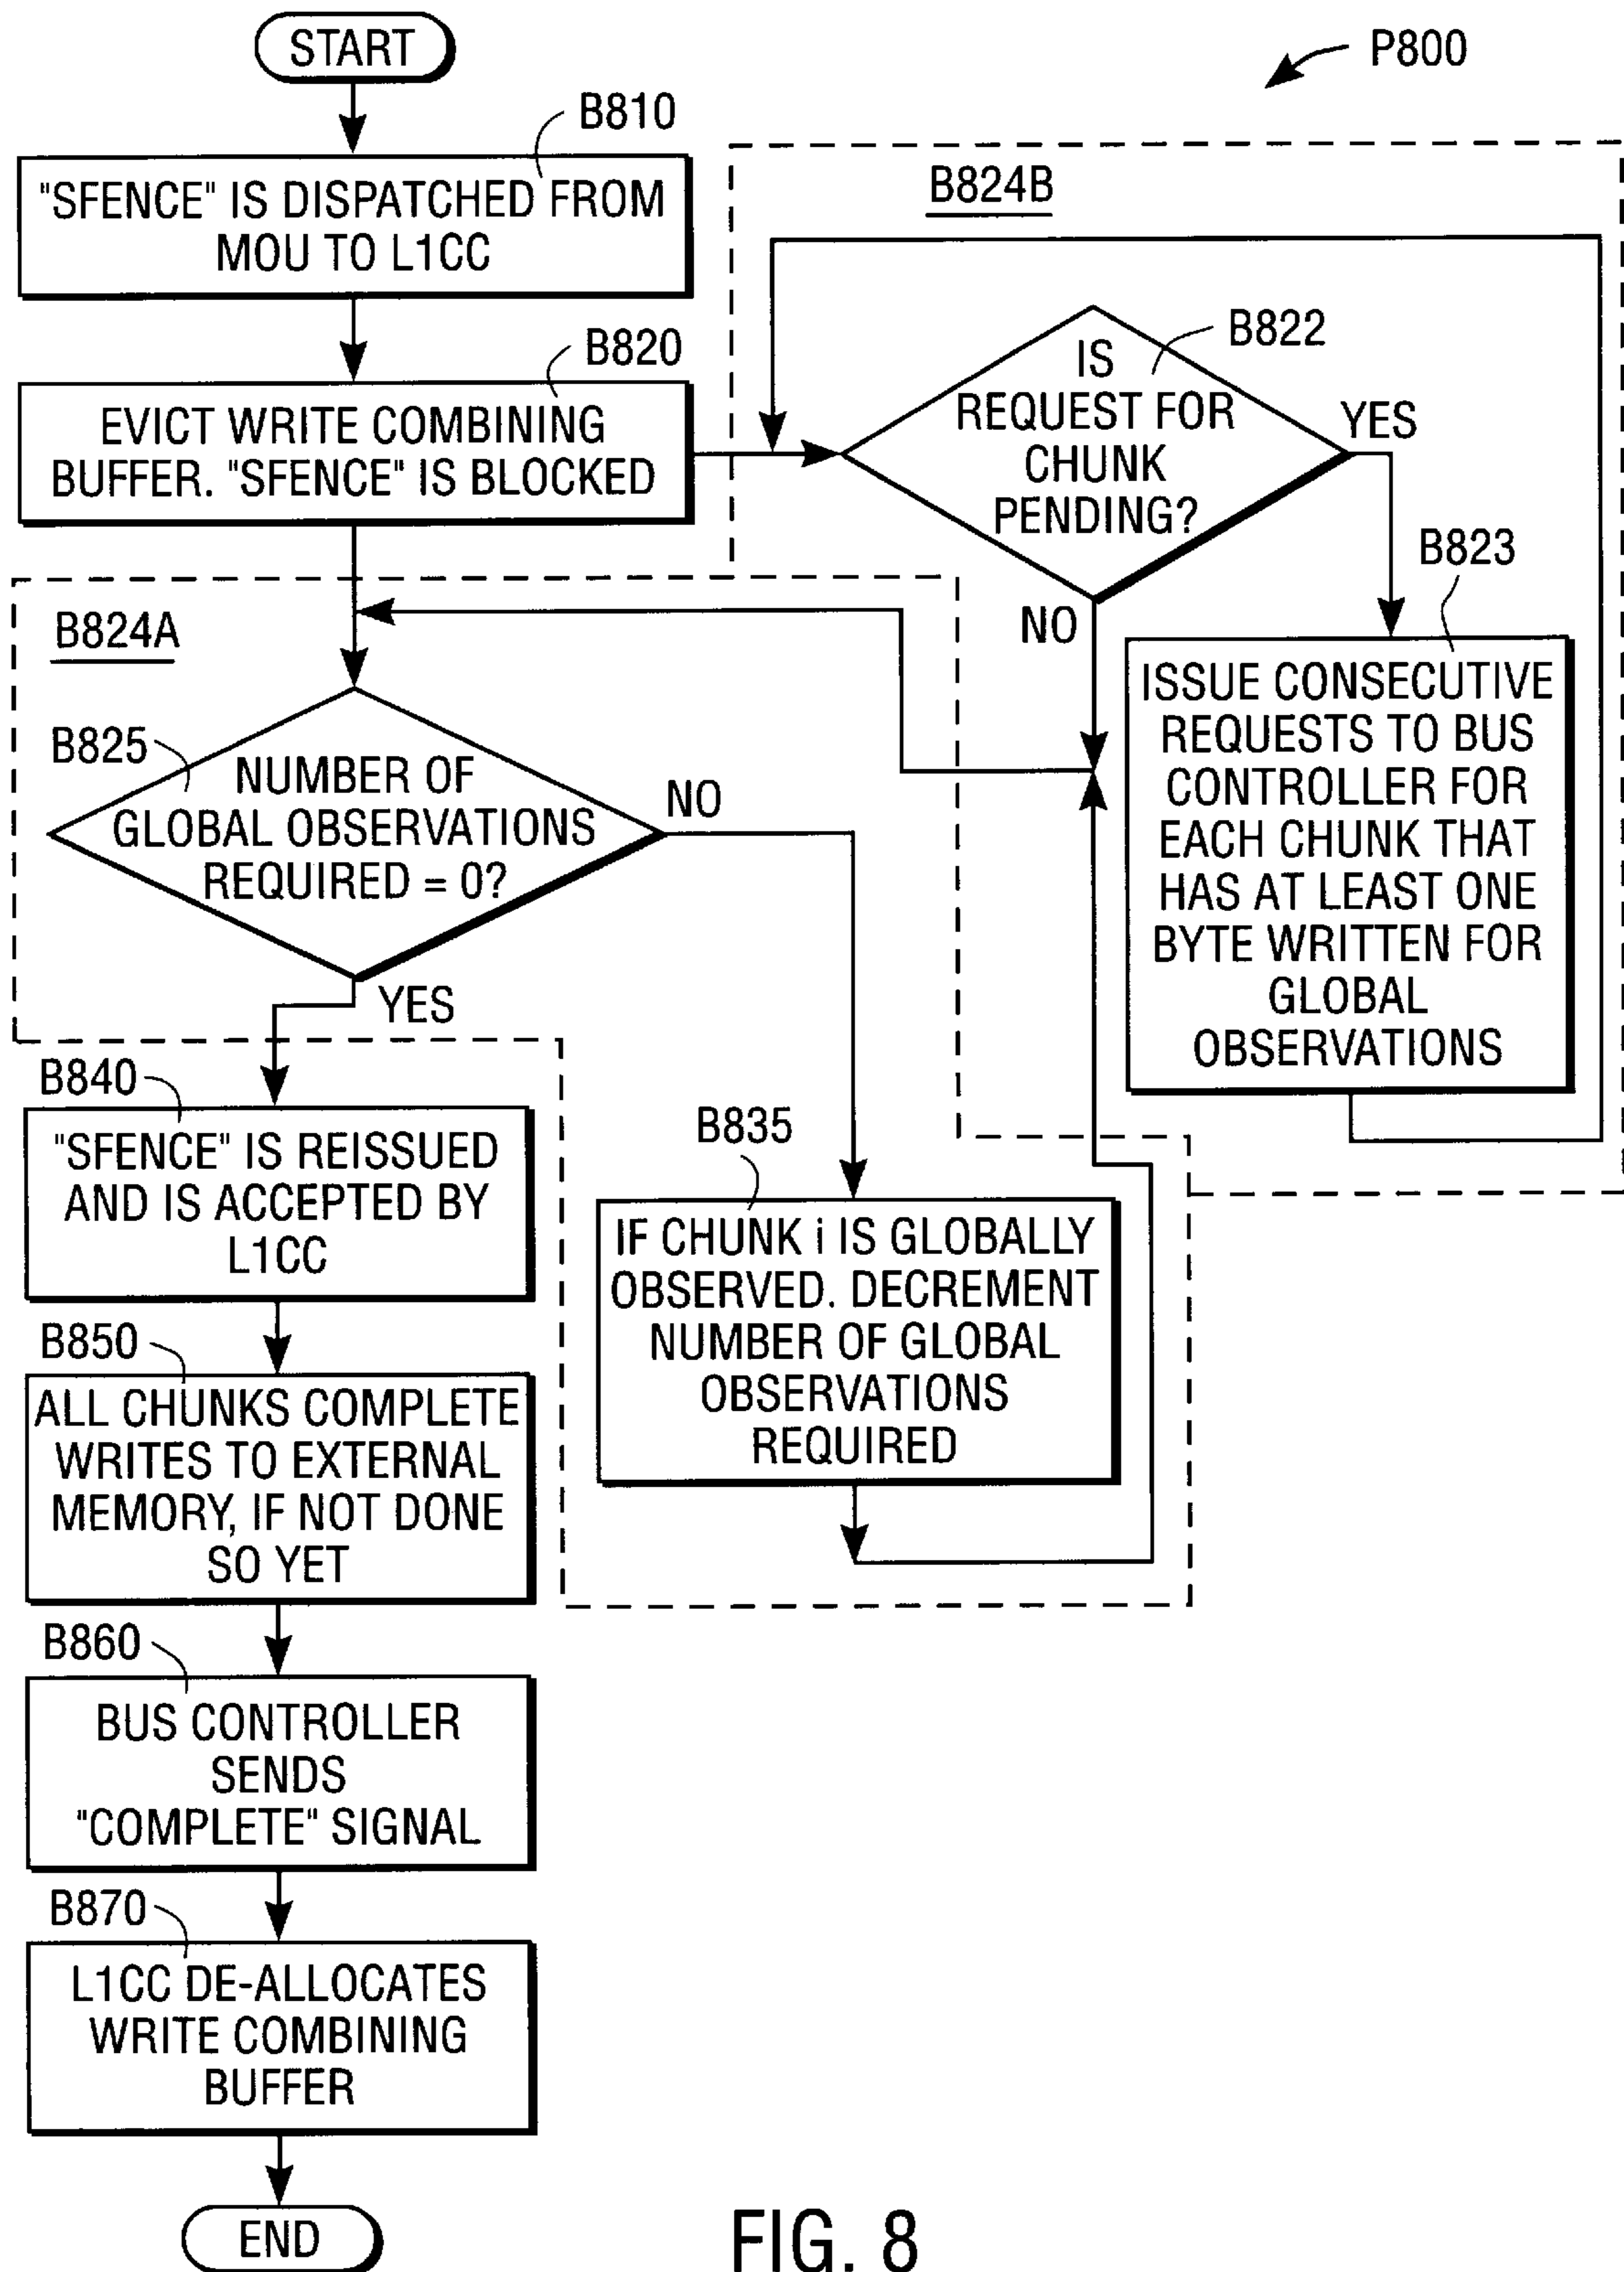 START
P800
B810
"SFENCE" IS DISPATCHED FROM
MOU TO L1CC
B824B
B820
EVICT WRITE COMBINING
BUFFER. "SFENCE" IS BLOCKED
B822
IS
REQUEST FOR
CHUNK
PENDING?
YES
NO
B823
ISSUE CONSECUTIVE
REQUESTS TO BUS
CONTROLLER FOR
EACH CHUNK THAT
HAS AT LEAST ONE
BYTE WRITTEN FOR
GLOBAL
OBSERVATIONS
B824A
B825
NUMBER OF
GLOBAL OBSERVATIONS
REQUIRED = 0?
NO
YES
B835
IF CHUNK i IS GLOBALLY
OBSERVED. DECREMENT
NUMBER OF GLOBAL
OBSERVATIONS
REQUIRED
B840
"SFENCE" IS REISSUED
AND IS ACCEPTED BY
L1CC
B850
ALL CHUNKS COMPLETE
WRITES TO EXTERNAL
MEMORY, IF NOT DONE
SO YET
B860
BUS CONTROLLER
SENDS
"COMPLETE" SIGNAL
B870
L1CC DE-ALLOCATES
WRITE COMBINING
BUFFER
END
FIG. 8